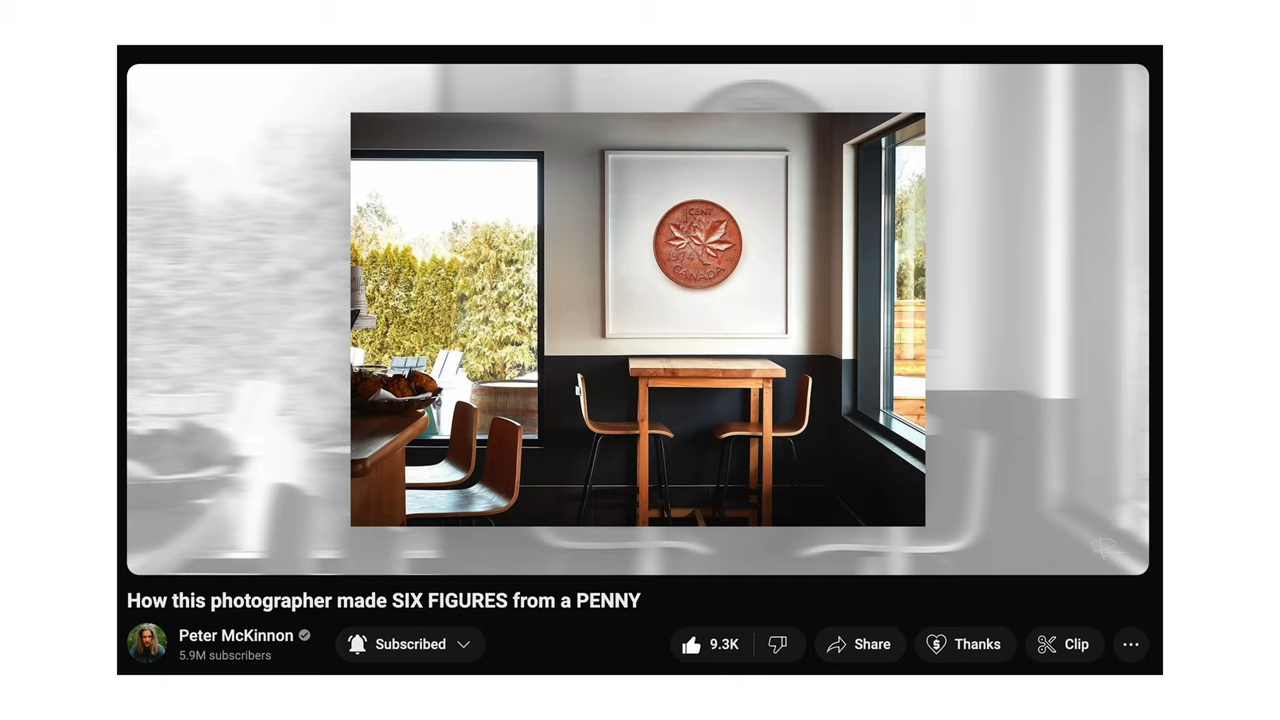 1 CENT
1974
CANADA
How this photographer made SIX FIGURES from a PENNY
Peter McKinnon
5.9M subscribers
Subscribed
9.3K
Share
Thanks
Clip